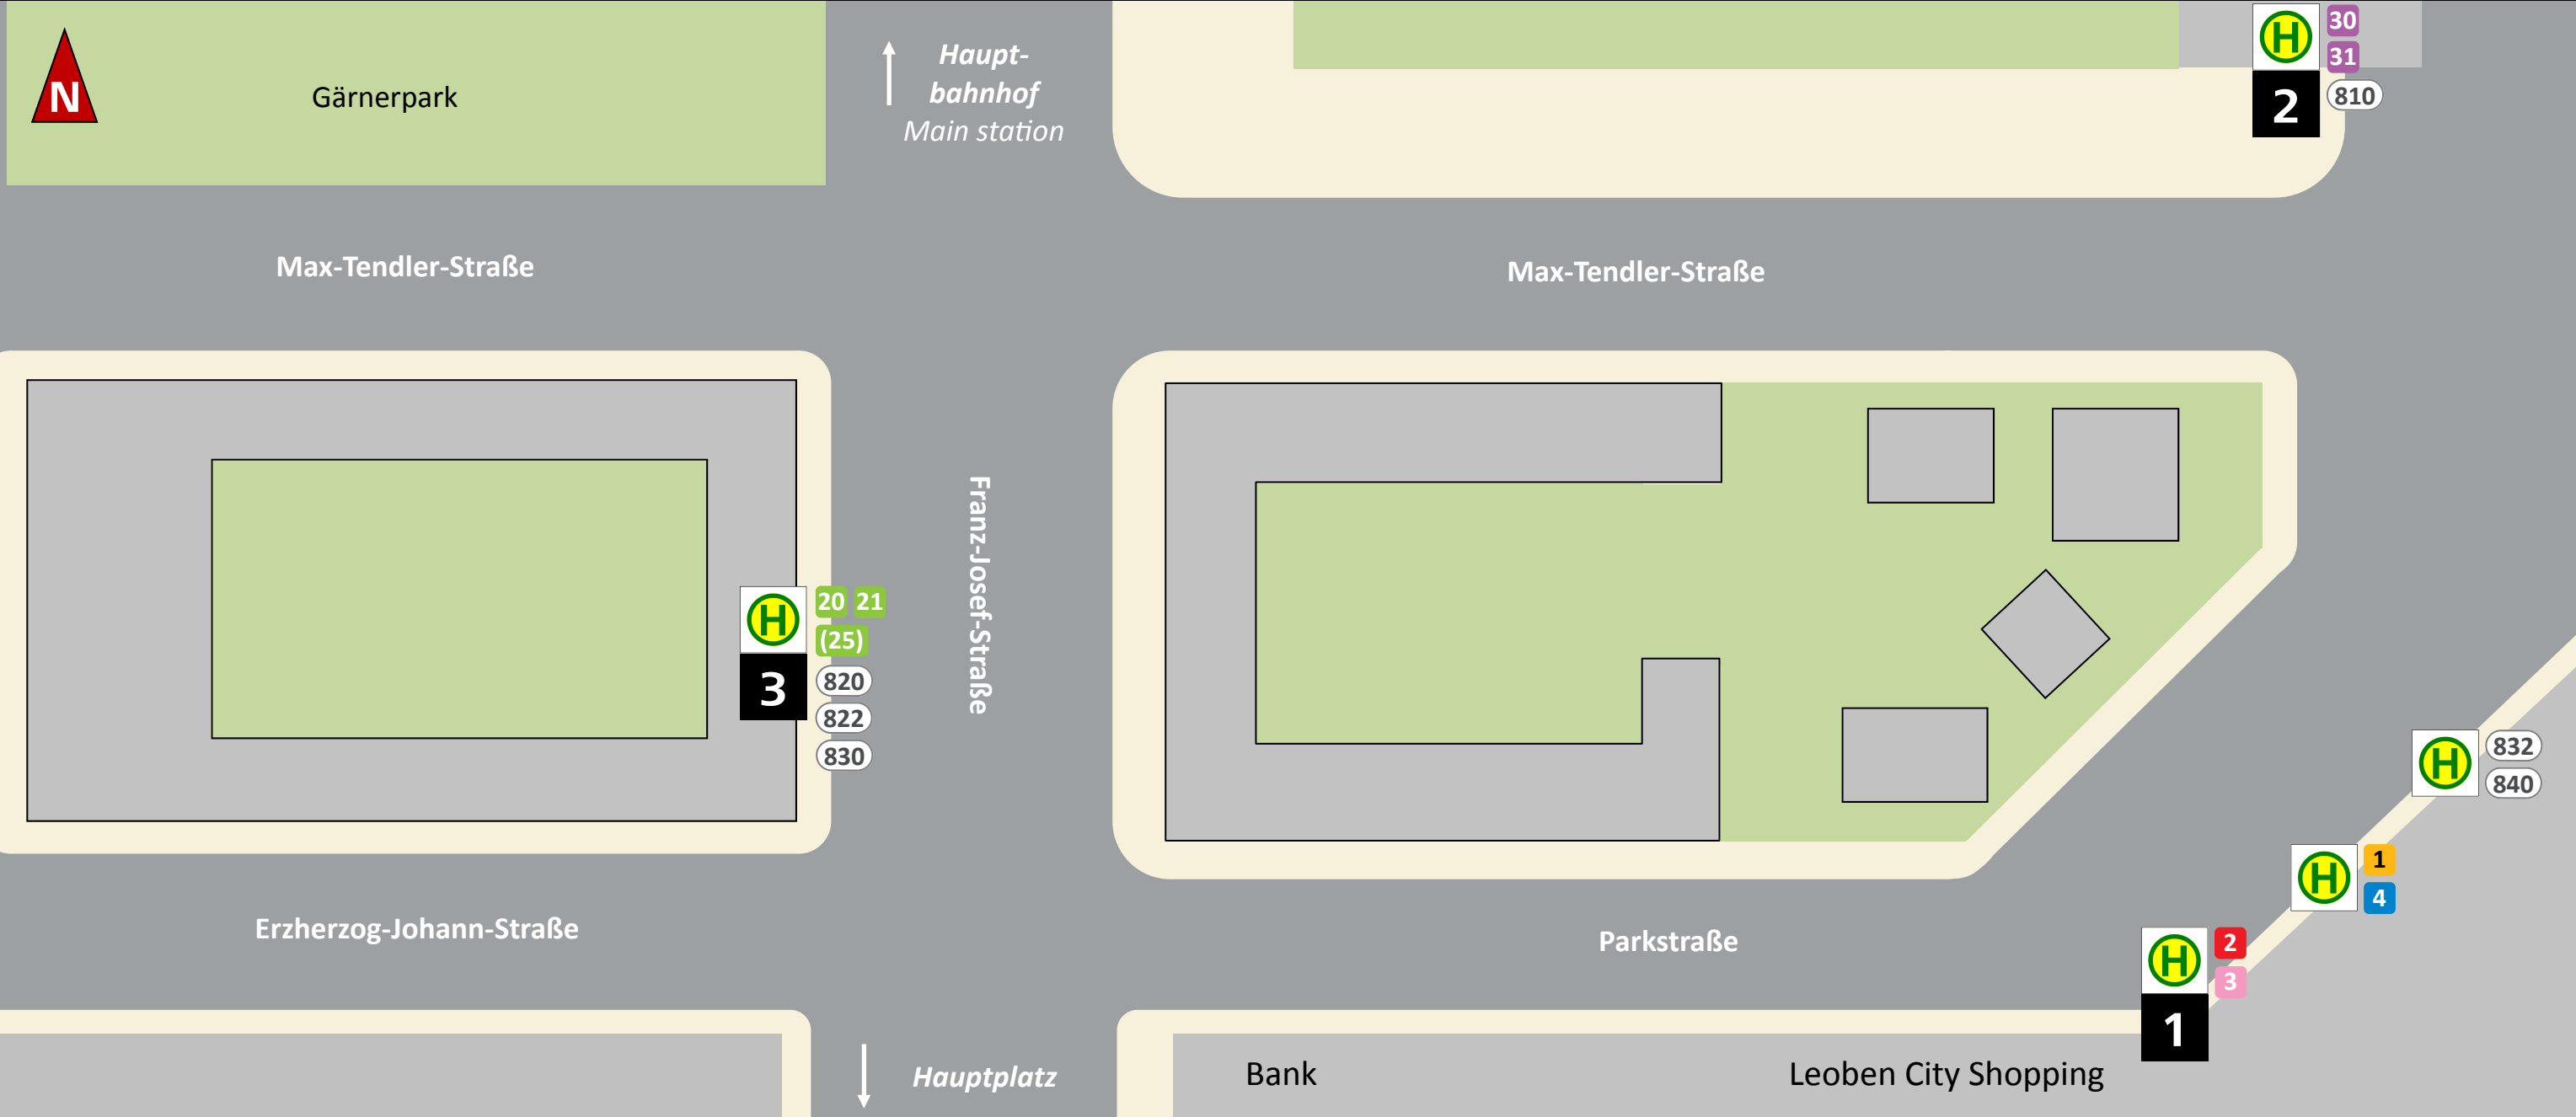 N
Gärnerpark
Haupt-
bahnhof
Main station
H
2
30
31
810
Max-Tendler-Straße
Max-Tendler-Straße
Franz-Josef-Straße
H
3
20 21
(25)
820
822
830
H
832
840
H
1
4
Erzherzog-Johann-Straße
Parkstraße
H
1
2
3
Hauptplatz
Bank
Leoben City Shopping